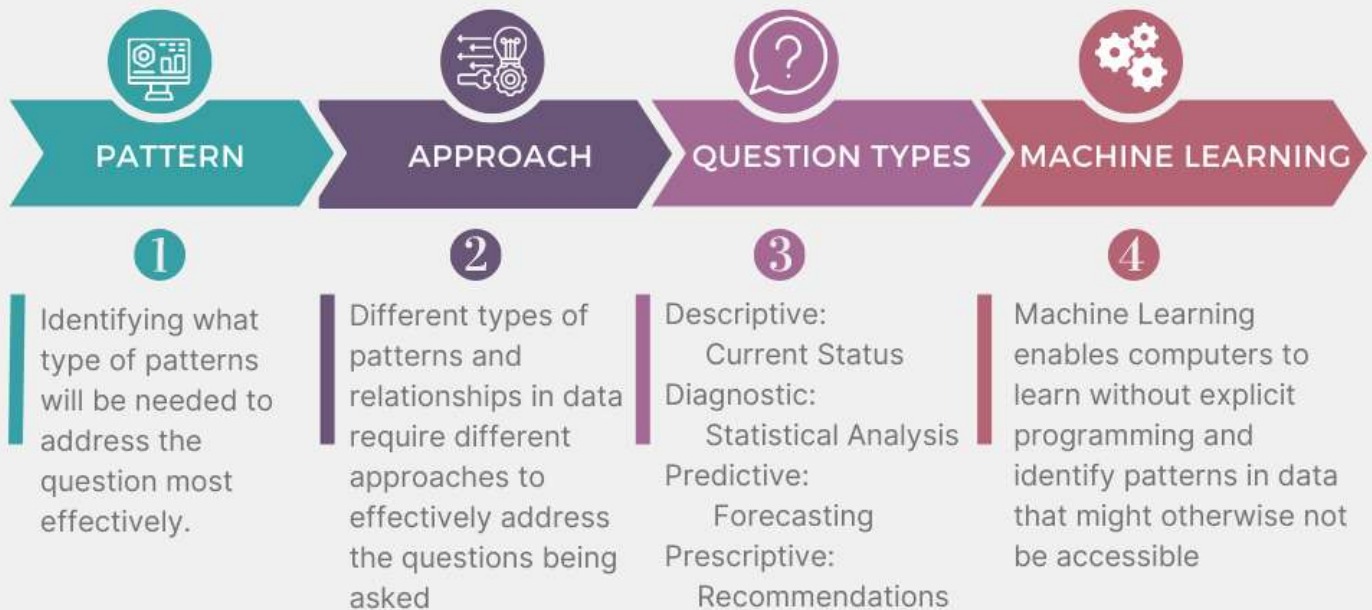 PATTERN
APPROACH
QUESTION TYPES
MACHINE LEARNING
1
Identifying what
type of patterns
will be needed to
address the
question most
effectively.
2
Different types of
patterns and
relationships in data
require different
approaches to
effectively address
the questions being
asked
3
Descriptive:
Current Status
Diagnostic:
Statistical Analysis
Predictive:
Forecasting
Prescriptive:
Recommendations
4
Machine Learning
enables computers to
learn without explicit
programming and
identify patterns in data
that might otherwise not
be accessible